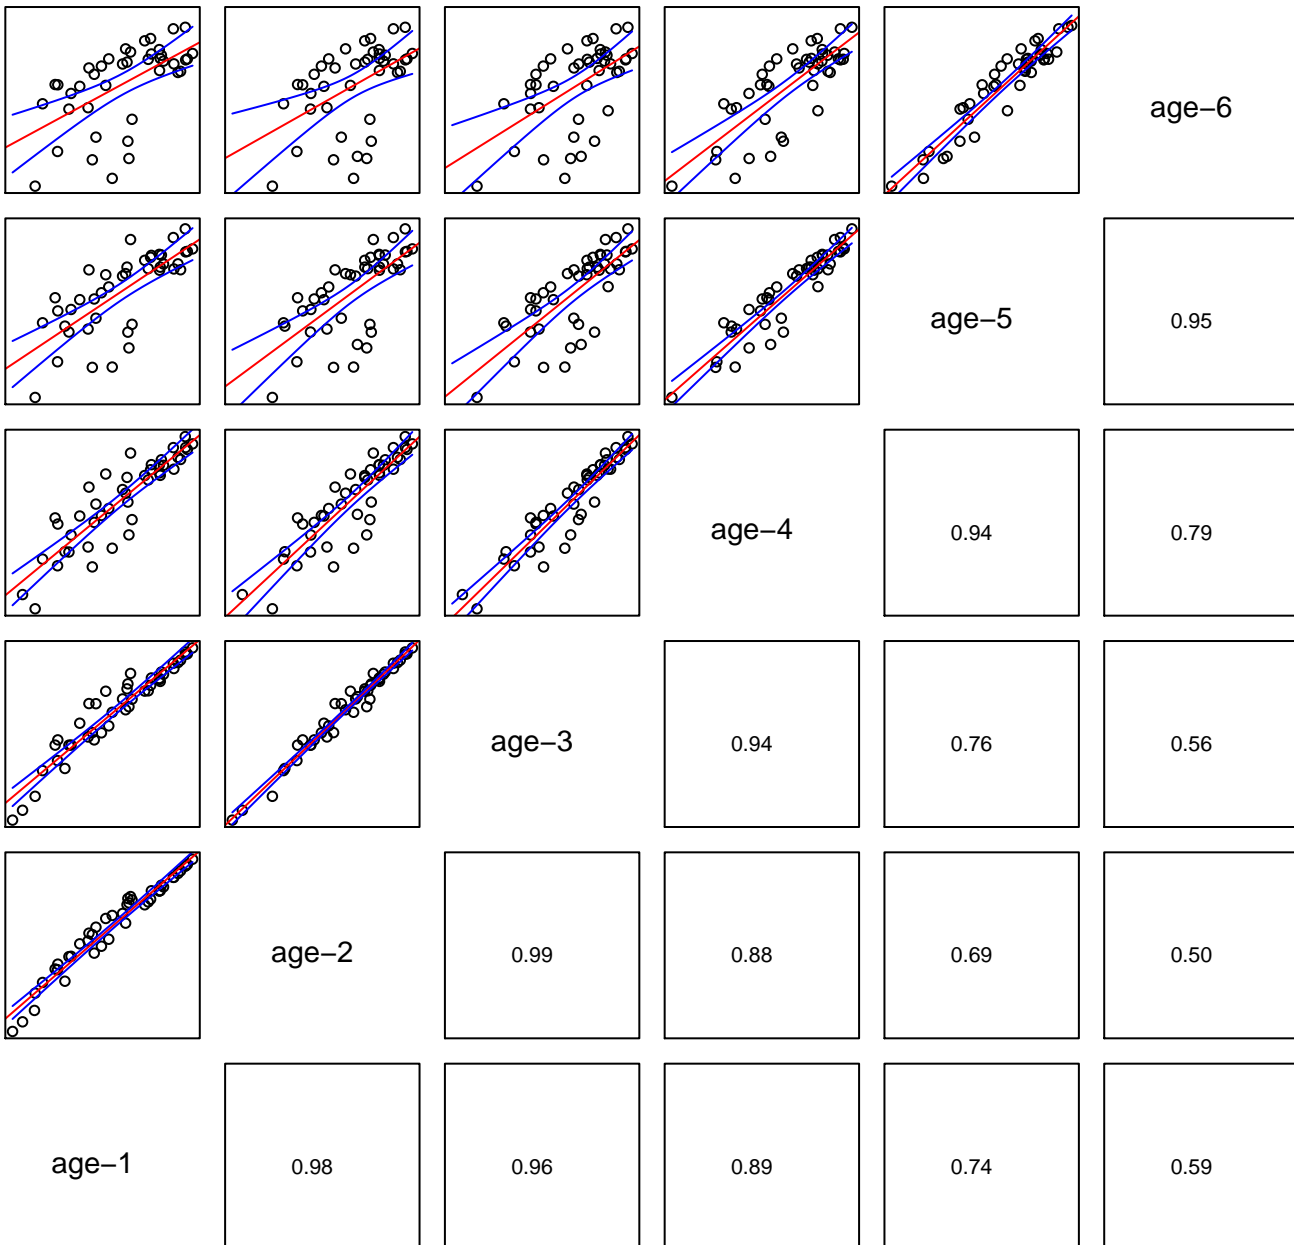 age−6
age−5 0.95
age−4 0.94 0.79
age−3 0.94 0.76 0.56
age−2 0.99 0.88 0.69 0.50
age−1 0.98 0.96 0.89 0.74 0.59